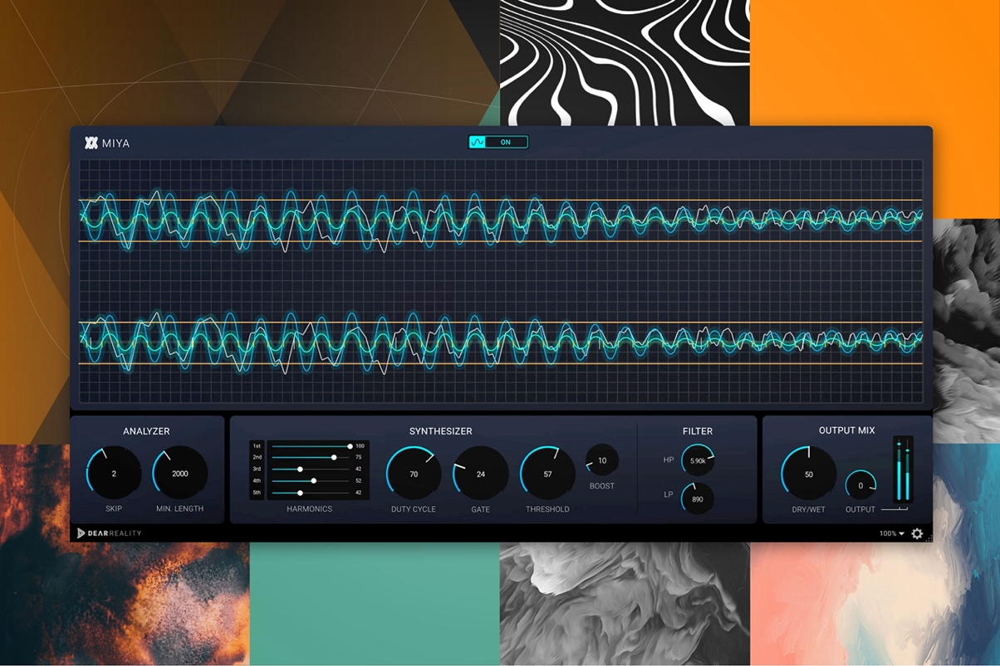 MIYA
ON
ANALYZER
2
SKIP
2000
MIN. LENGTH
SYNTHESIZER
1st 100
2nd 75
3rd 42
4th 52
5th 42
HARMONICS
70
DUTY CYCLE
24
GATE
57
THRESHOLD
10
BOOST
FILTER
HP 5.90k
LP 890
OUTPUT MIX
50
DRY/WET
0
OUTPUT
DEARREALITY
100%